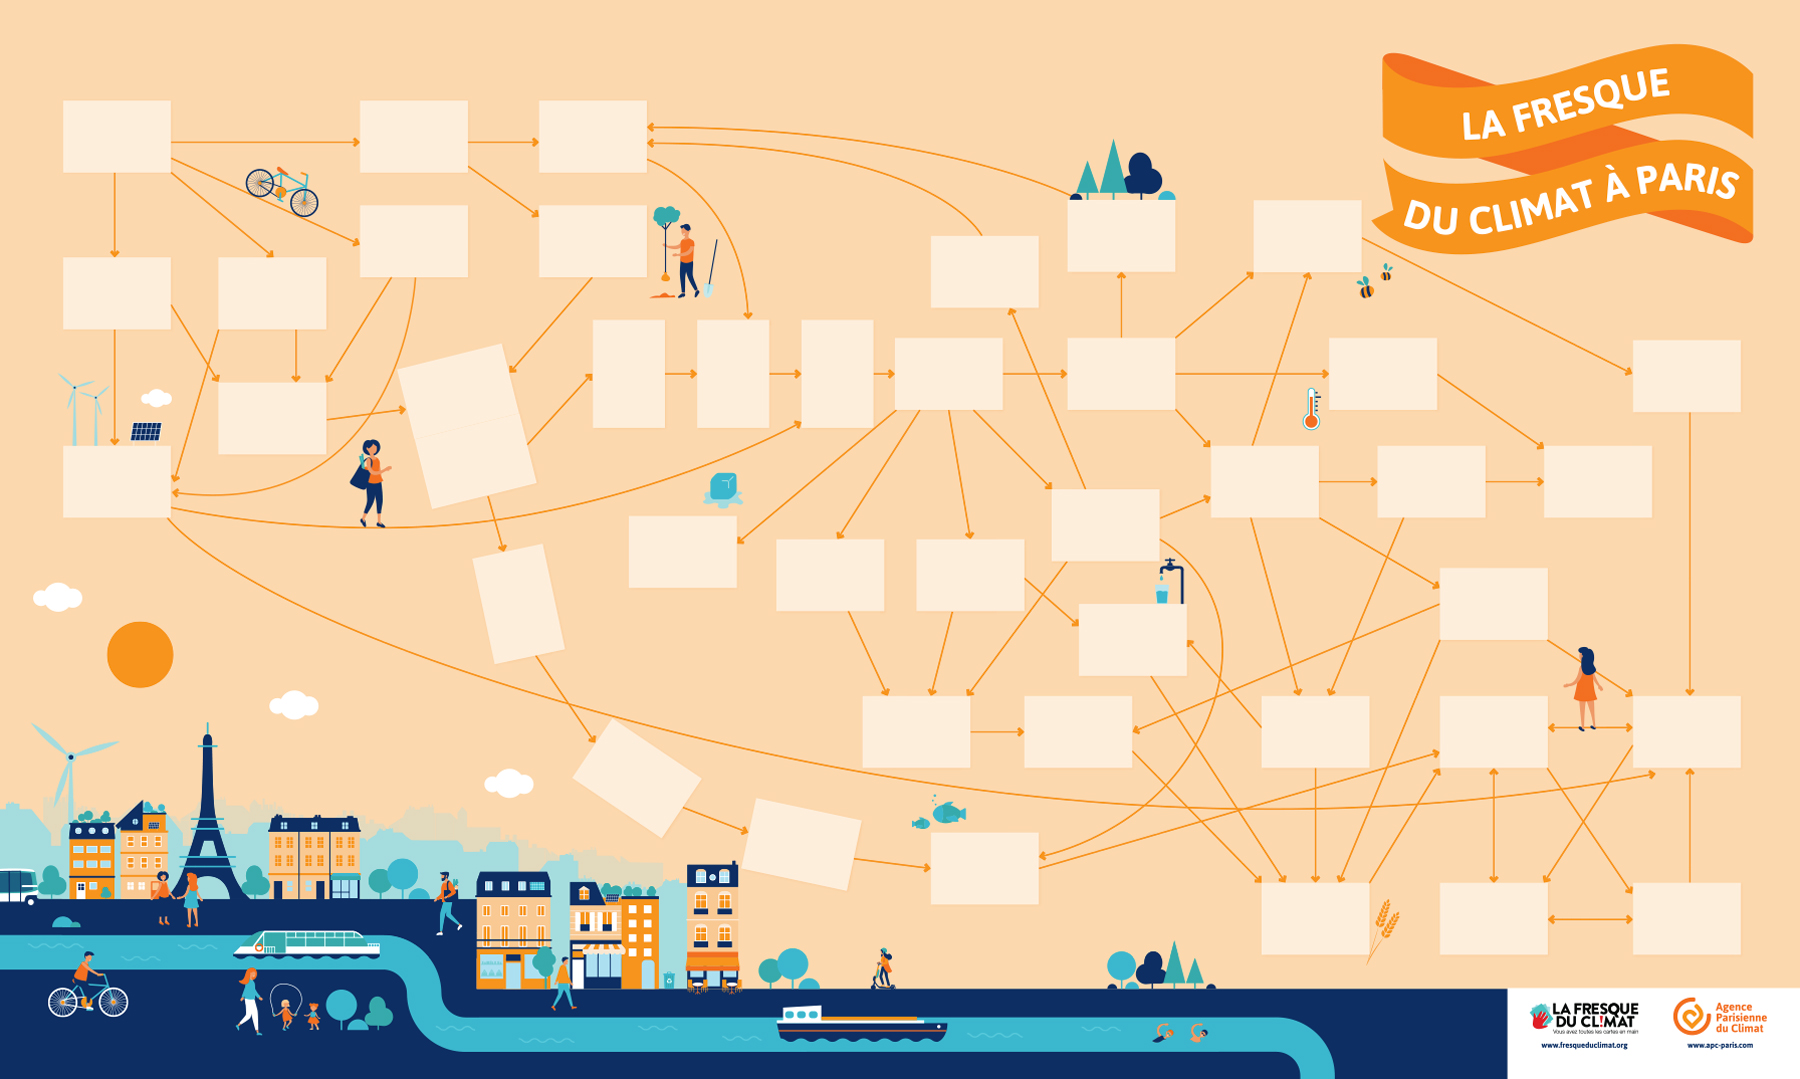 LA FRESQUE
DU CLIMAT À PARIS
LA FRESQUE
DU CLIMAT
Vous avez toutes les cartes en main
www.fresqueduclimat.org
Agence
Parisienne
du Climat
www.apc-paris.com